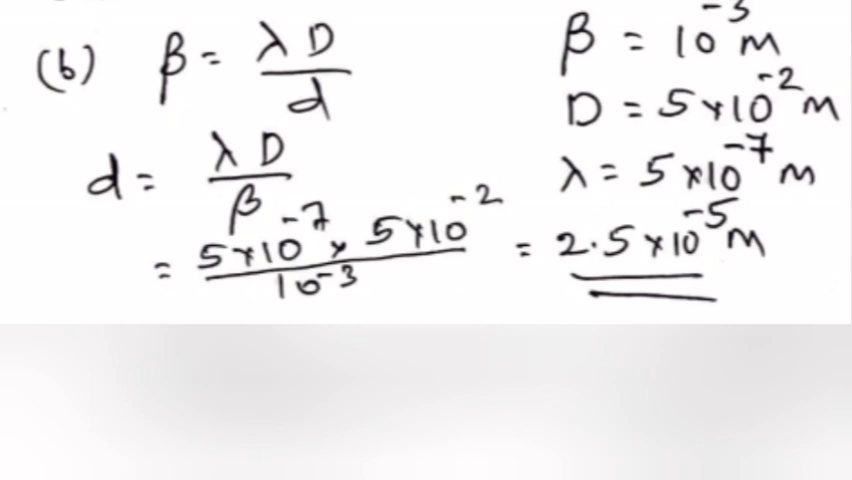 (b) β = λD/d
β = 10⁻³ m
D = 5×10⁻² m
d = λD/β
λ = 5×10⁻⁷ m
= 5×10⁻⁷ × 5×10⁻² / 10⁻³ = 2.5×10⁻⁵ m